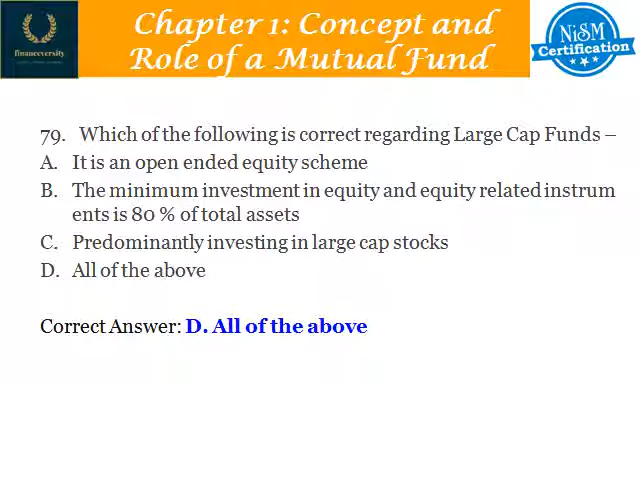 Chapter 1: Concept and
Role of a Mutual Fund
financeversity
NiSM
Certification
79. Which of the following is correct regarding Large Cap Funds –
A. It is an open ended equity scheme
B. The minimum investment in equity and equity related instrum
ents is 80 % of total assets
C. Predominantly investing in large cap stocks
D. All of the above
Correct Answer: D. All of the above